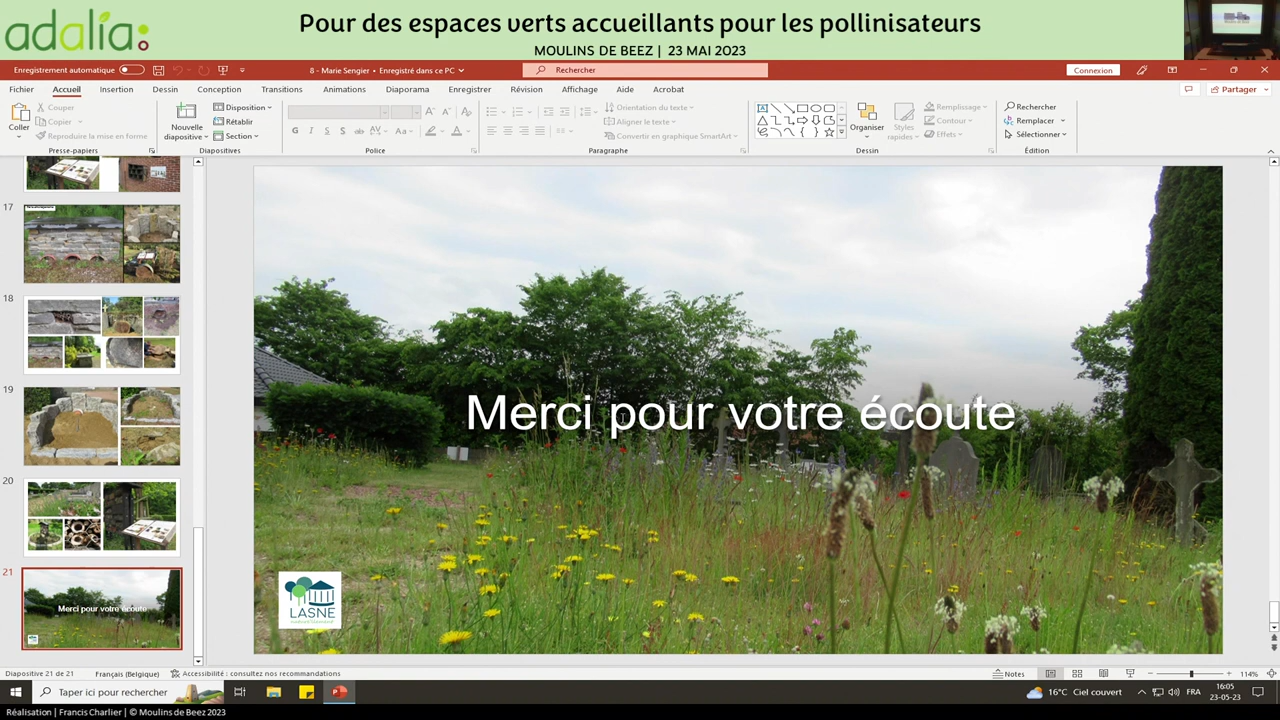 adalia
Pour des espaces verts accueillants pour les pollinisateurs
MOULINS DE BEEZ | 23 MAI 2023
Enregistrement automatique
8 - Marie Sengier • Enregistré dans ce PC
Rechercher
Connexion
Fichier Accueil Insertion Dessin Conception Transitions Animations Diaporama Enregistrer Révision Affichage Aide Acrobat
Partager
Coller
Couper
Copier
Reproduire la mise en forme
Presse-papiers
Nouvelle diapositive
Disposition
Rétablir
Section
Diapositives
G I S S ab AV Aa A
Police
Orientation du texte
Aligner le texte
Convertir en graphique SmartArt
Paragraphe
Organiser
Styles rapides
Remplissage
Contour
Effets
Dessin
Rechercher
Remplacer
Sélectionner
Édition
17
18
19
20
21
Merci pour votre écoute
Merci pour votre écoute
LASNE
Diapositive 21 de 21
Français (Belgique)
Accessibilité : consultez nos recommandations
Notes
114%
Taper ici pour rechercher
16°C Ciel couvert
FRA
16:05
23-05-23
Réalisation | Francis Charlier | © Moulins de Beez 2023